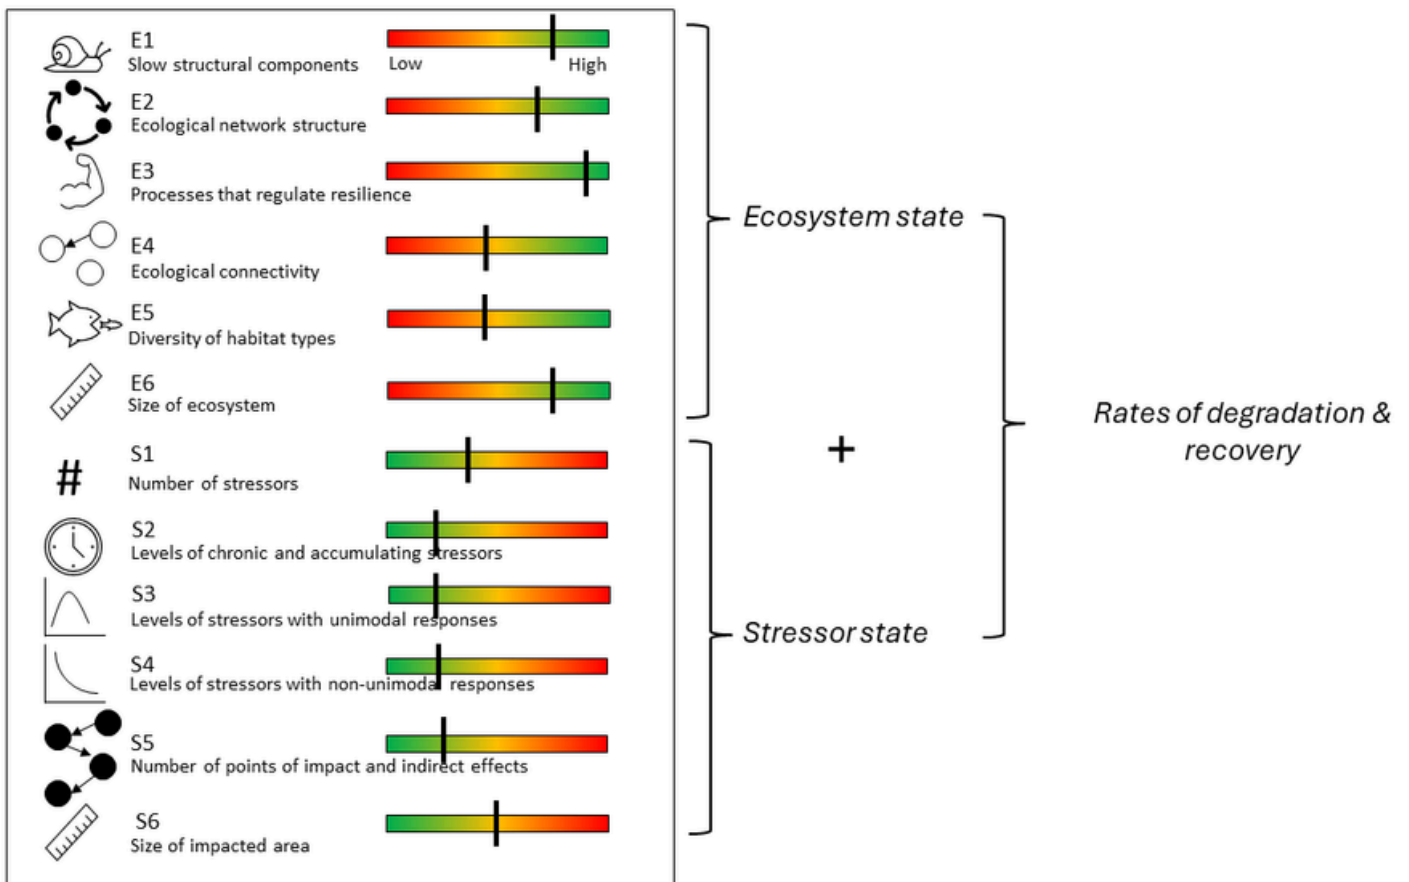 E1
Slow structural components
Low
High
E2
Ecological network structure
E3
Processes that regulate resilience
E4
Ecological connectivity
E5
Diversity of habitat types
E6
Size of ecosystem
S1
#
Number of stressors
S2
Levels of chronic and accumulating stressors
S3
Levels of stressors with unimodal responses
S4
Levels of stressors with non-unimodal responses
S5
Number of points of impact and indirect effects
S6
Size of impacted area
Ecosystem state
+
Stressor state
Rates of degradation &
recovery